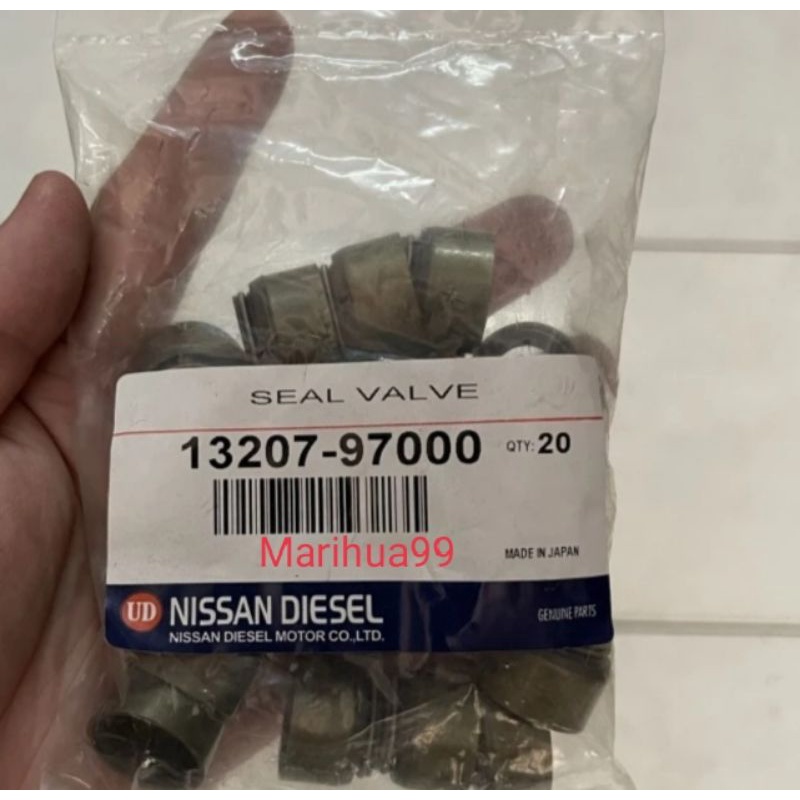 SEAL VALVE
13207-97000 QTY: 20
Marihua99
MADE IN JAPAN
UD NISSAN DIESEL GENUINE PARTS
NISSAN DIESEL MOTOR CO.,LTD.